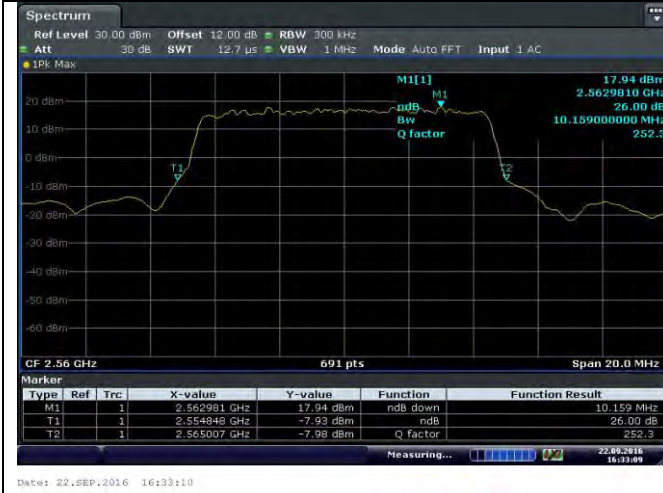 Spectrum
Ref Level 30.00 dBm Offset 12.00 dB RBW 300 kHz
Att 30 dB SWT 12.7 µs VBW 1 MHz Mode Auto FFT Input 1 AC
1Pk Max
M1[1] 17.94 dBm
M1 2.5629810 GHz
20 dBm
ndB 26.00 dB
Bw 10.159000000 MHz
10 dBm
Q factor 252.3
0 dBm
T1 T2
-10 dBm
-20 dBm
-30 dBm
-40 dBm
-50 dBm
-60 dBm
CF 2.56 GHz 691 pts Span 20.0 MHz
Marker
Type Ref Trc X-value Y-value Function Function Result
M1 1 2.562981 GHz 17.94 dBm ndB down 10.159 MHz
T1 1 2.554848 GHz -7.93 dBm ndB 26.00 dB
T2 1 2.565007 GHz -7.98 dBm Q factor 252.3
Measuring... 22.09.2016
16:33:09
Date: 22.SEP.2016 16:33:10